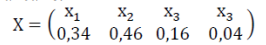 X = ( x₁ x₂ x₃ x₃
0,34 0,46 0,16 0,04 )